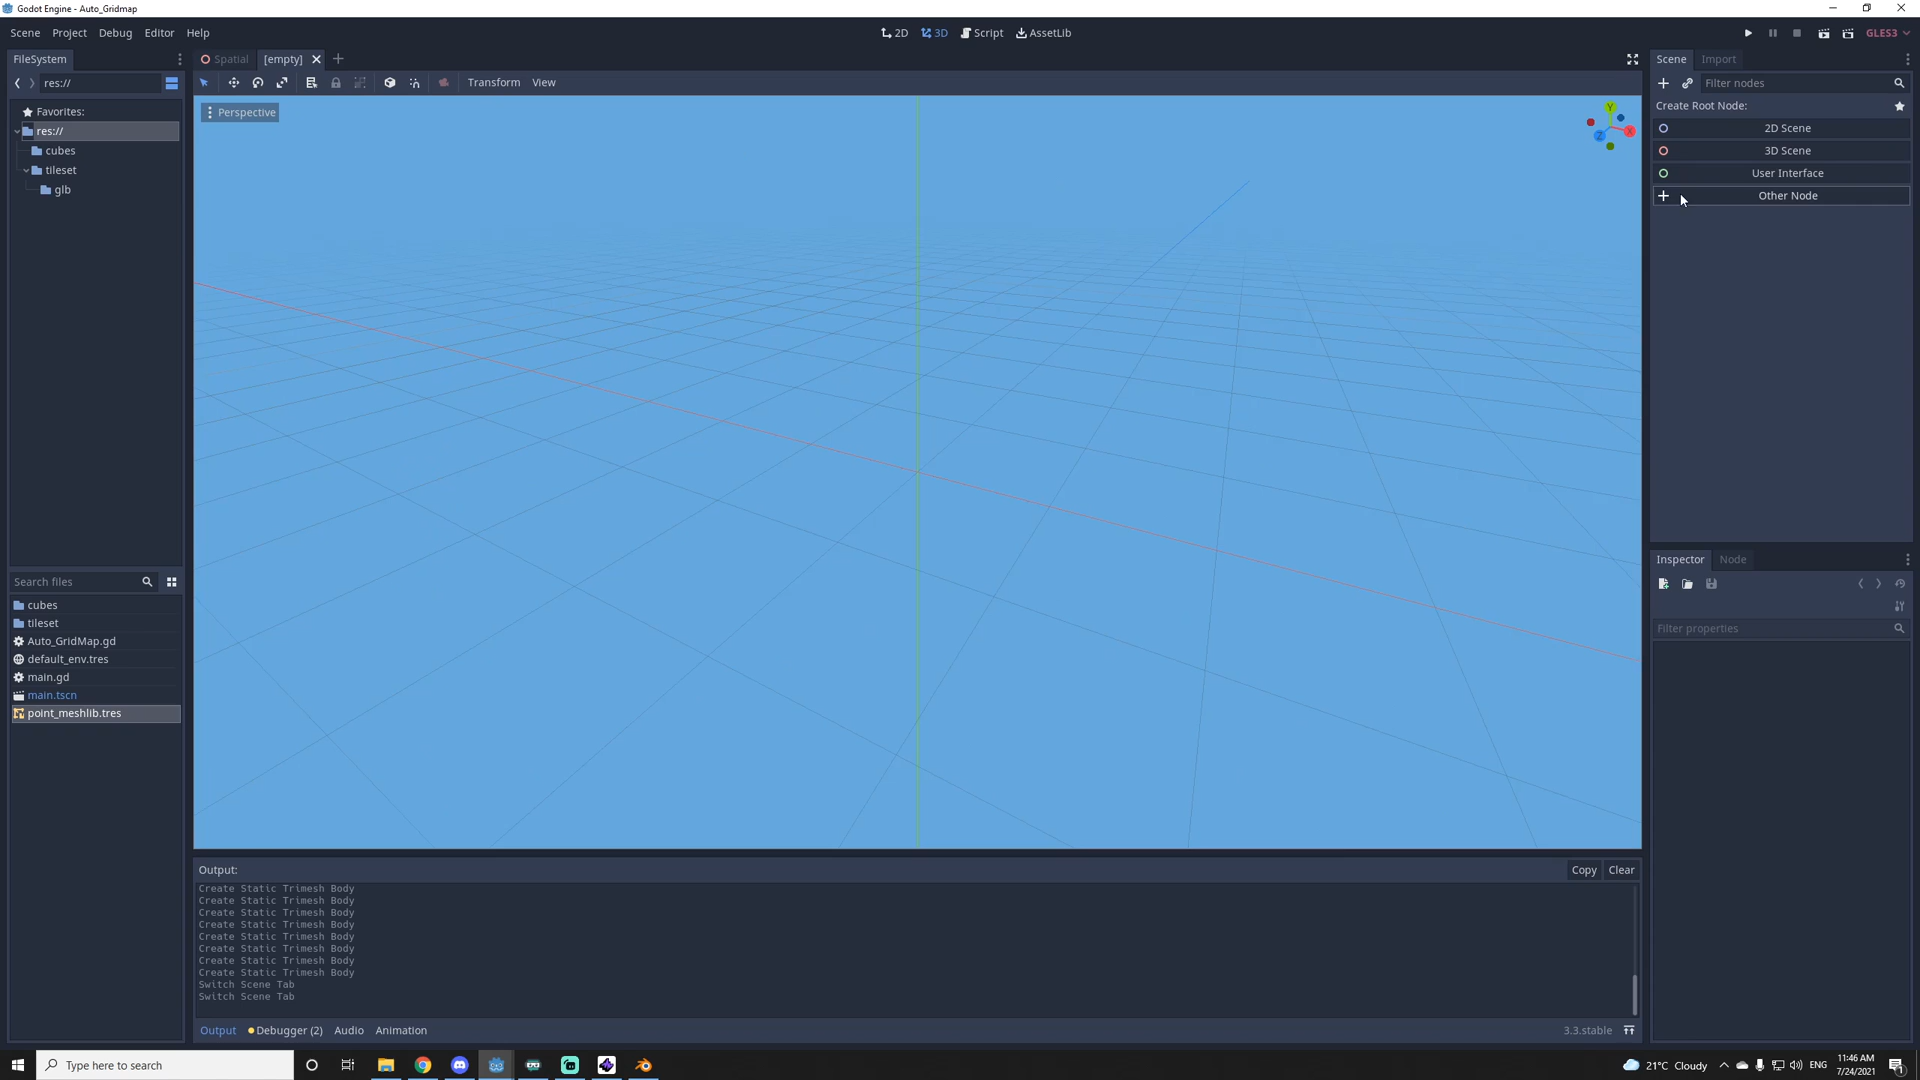 Godot Engine - Auto_Gridmap
Scene Project Debug Editor Help
2D 3D Script AssetLib
GLES3
FileSystem
Spatial [empty]
Scene Import
res://
Transform View
Filter nodes
Favorites:
res://
cubes
tileset
glb
Perspective
Y
X
Z
Create Root Node:
2D Scene
3D Scene
User Interface
Other Node
Search files
cubes
tileset
Auto_GridMap.gd
default_env.tres
main.gd
main.tscn
point_meshlib.tres
Inspector Node
Filter properties
Output:
Copy Clear
Create Static Trimesh Body
Create Static Trimesh Body
Create Static Trimesh Body
Create Static Trimesh Body
Create Static Trimesh Body
Create Static Trimesh Body
Create Static Trimesh Body
Create Static Trimesh Body
Switch Scene Tab
Switch Scene Tab
Output Debugger (2) Audio Animation
3.3.stable
Type here to search
21°C Cloudy
ENG
11:46 AM
7/24/2021